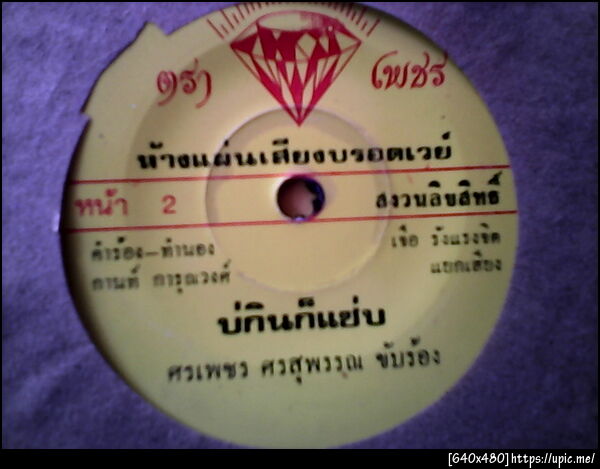 ตรา เพชร
ห้างแผ่นเสียงบรอดเวย์
หน้า 2 สงวนลิขสิทธิ์
คำร้อง-ทำนอง
กานท์ การุณวงศ์
เชื้อ รังแรงจิต
แยกเสียง
บ่กินก็แซ่บ
ศรเพชร ศรสุพรรณ ขับร้อง
[640x480]https://upic.me/